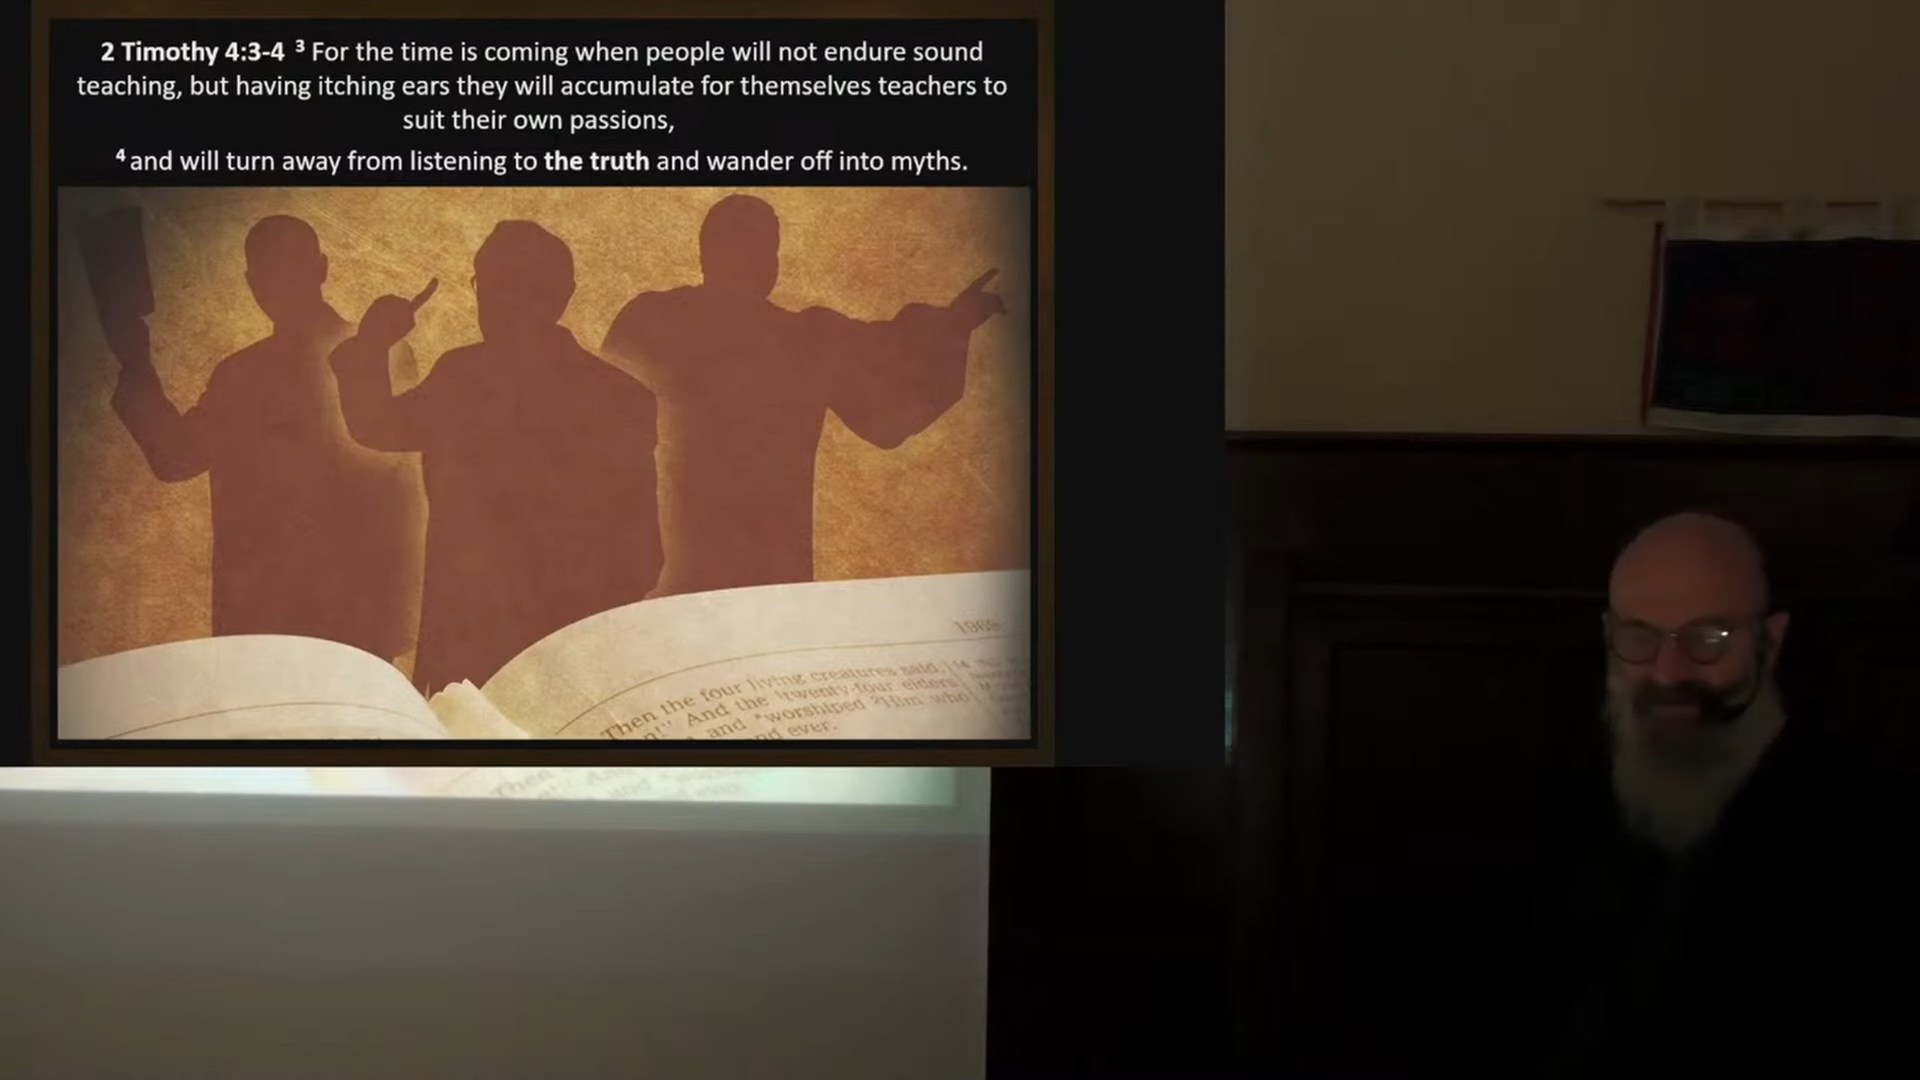 2 Timothy 4:3-4 ³ For the time is coming when people will not endure sound
teaching, but having itching ears they will accumulate for themselves teachers to
suit their own passions,
⁴ and will turn away from listening to the truth and wander off into myths.
Then the four living creatures said,
And the twenty-four elders
and worshiped Him who
and ever.